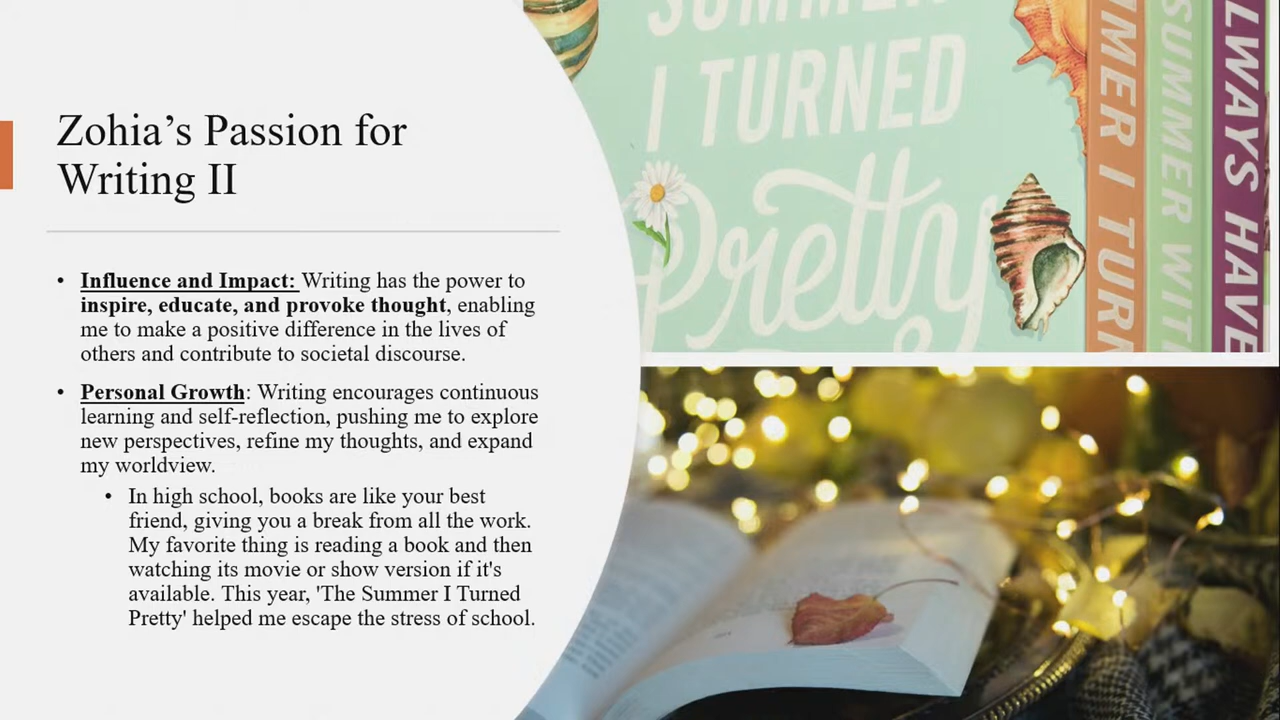 Zohia’s Passion for
Writing II
• Influence and Impact: Writing has the power to
inspire, educate, and provoke thought, enabling
me to make a positive difference in the lives of
others and contribute to societal discourse.
• Personal Growth: Writing encourages continuous
learning and self-reflection, pushing me to explore
new perspectives, refine my thoughts, and expand
my worldview.
• In high school, books are like your best
friend, giving you a break from all the work.
My favorite thing is reading a book and then
watching its movie or show version if it's
available. This year, 'The Summer I Turned
Pretty' helped me escape the stress of school.
SUMMER
I TURNED
Pretty
MER I TURN
SUMMER WIT
LWAYS HAVE